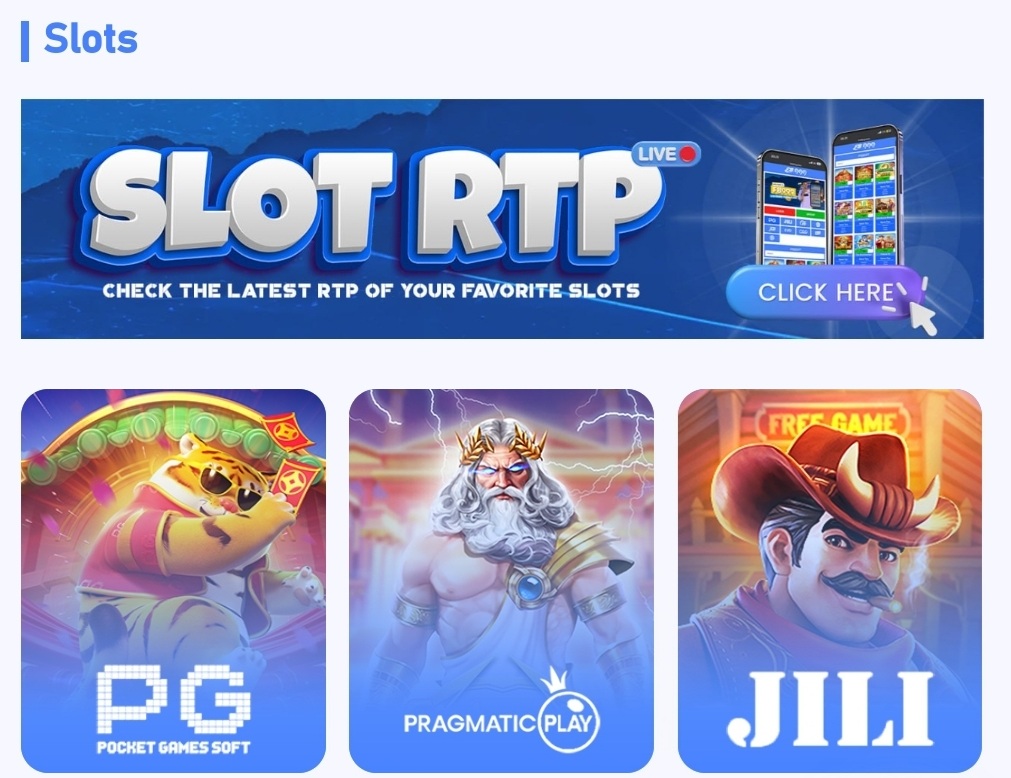 Slots
SLOT RTP
LIVE
CHECK THE LATEST RTP OF YOUR FAVORITE SLOTS
CLICK HERE
FREE GAME
PG
POCKET GAMES SOFT
PRAGMATIC PLAY
JILI